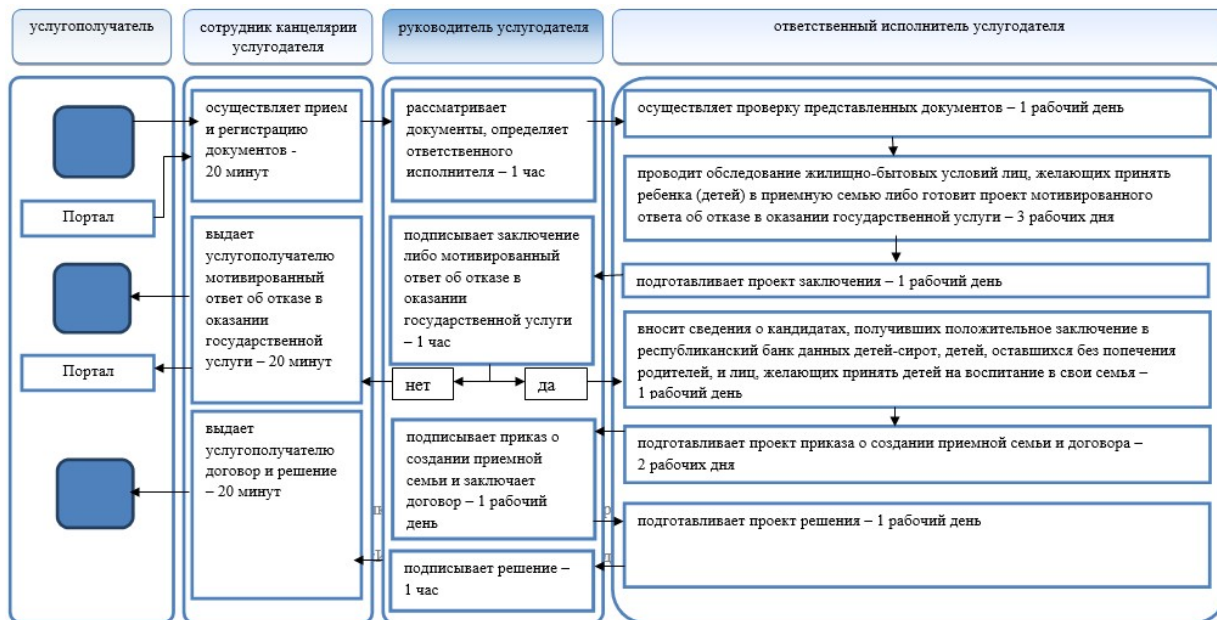 услугополучатель
сотрудник канцелярии
услугодателя
руководитель услугодателя
ответственный исполнитель услугодателя
осуществляет прием
и регистрацию
документов -
20 минут
рассматривает
документы, определяет
ответственного
исполнителя – 1 час
осуществляет проверку представленных документов – 1 рабочий день
проводит обследование жилищно-бытовых условий лиц, желающих принять
ребенка (детей) в приемную семью либо готовит проект мотивированного
ответа об отказе в оказании государственной услуги – 3 рабочих дня
Портал
выдает
услугополучателю
мотивированный
ответ об отказе в
оказании
государственной
услуги – 20 минут
подписывает заключение
либо мотивированный
ответ об отказе в
оказании
государственной услуги
– 1 час
подготавливает проект заключения – 1 рабочий день
вносит сведения о кандидатах, получивших положительное заключение в
республиканский банк данных детей-сирот, детей, оставшихся без попечения
родителей, и лиц, желающих принять детей на воспитание в свои семья –
1 рабочий день
Портал
нет
да
выдает
услугополучателю
договор и решение
– 20 минут
подписывает приказ о
создании приемной
семьи и заключает
договор – 1 рабочий
день
подготавливает проект приказа о создании приемной семьи и договора –
2 рабочих дня
подготавливает проект решения – 1 рабочий день
подписывает решение –
1 час